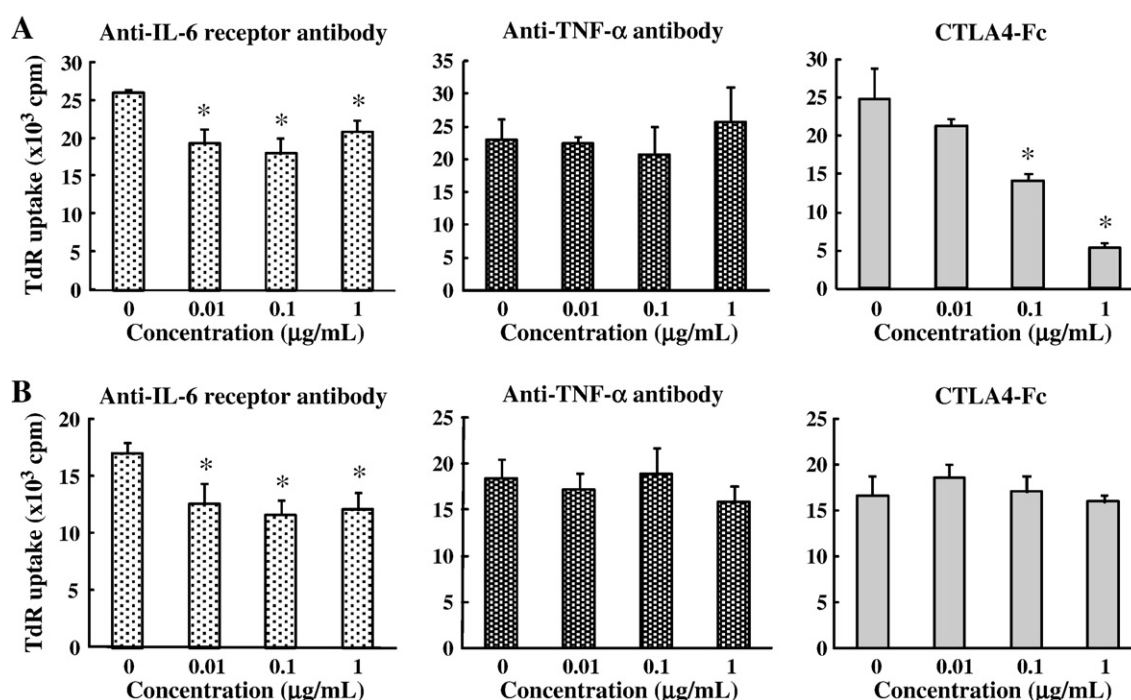 A
Anti-IL-6 receptor antibody
TdR uptake (x10³ cpm)
30
25
20
15
10
5
0
*
*
*
0 0.01 0.1 1
Concentration (μg/mL)
Anti-TNF-α antibody
35
30
25
20
15
10
5
0
0 0.01 0.1 1
Concentration (μg/mL)
CTLA4-Fc
30
25
20
15
10
5
0
*
*
0 0.01 0.1 1
Concentration (μg/mL)
B
Anti-IL-6 receptor antibody
TdR uptake (x10³ cpm)
20
15
10
5
0
*
*
*
0 0.01 0.1 1
Concentration (μg/mL)
Anti-TNF-α antibody
25
20
15
10
5
0
0 0.01 0.1 1
Concentration (μg/mL)
CTLA4-Fc
25
20
15
10
5
0
0 0.01 0.1 1
Concentration (μg/mL)